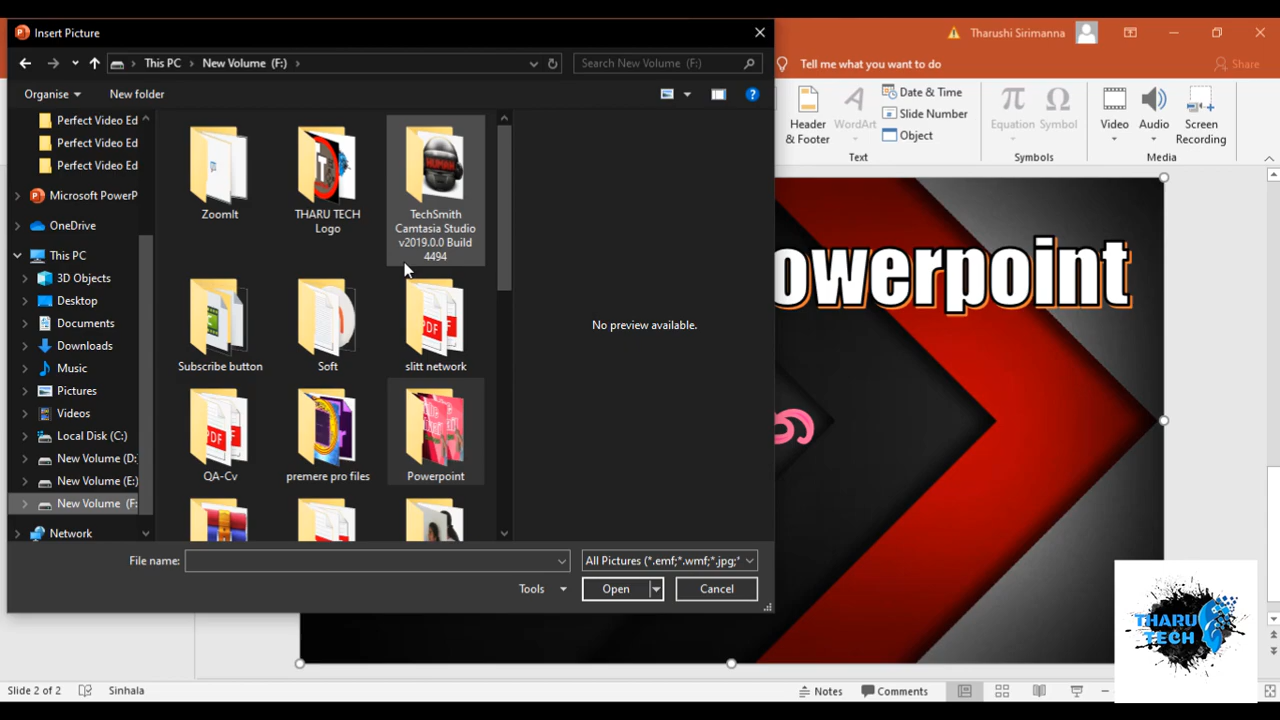 Insert Picture
Tharushi Sirimanna
This PC
New Volume (F:)
Search New Volume (F:)
Tell me what you want to do
Share
Organise
New folder
Header & Footer
WordArt
Date & Time
Slide Number
Object
Text
Equation
Symbol
Symbols
Video
Audio
Screen Recording
Media
Perfect Video Ed
Perfect Video Ed
Perfect Video Ed
Microsoft PowerP
OneDrive
This PC
3D Objects
Desktop
Documents
Downloads
Music
Pictures
Videos
Local Disk (C:)
New Volume (D:
New Volume (E:)
New Volume (F:
Network
ZoomIt
THARU TECH
Logo
TechSmith
Camtasia Studio
v2019.0.0 Build
4494
HUMAN
Subscribe button
Soft
slitt network
PDF
PDF
QA-Cv
premere pro files
Powerpoint
PDF
PDF
No preview available.
owerpoint
File name:
All Pictures (*.emf;*.wmf;*.jpg;*
Tools
Open
Cancel
THARU
TECH
Slide 2 of 2
Sinhala
Notes
Comments